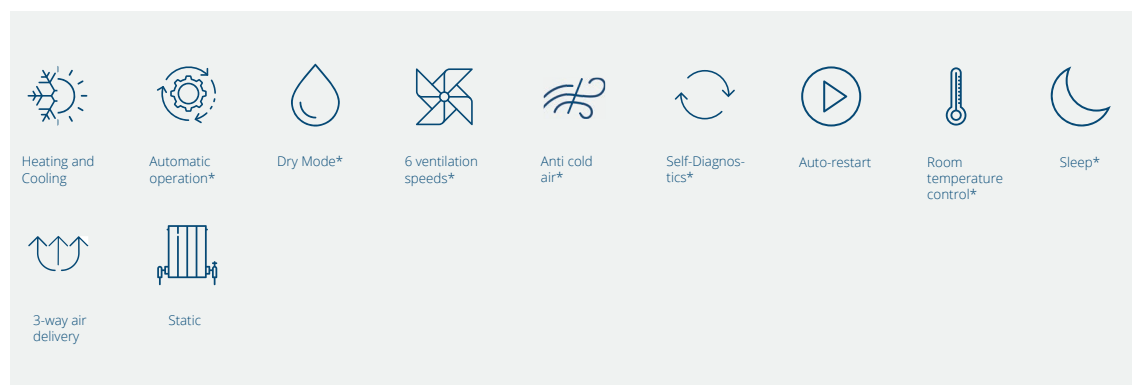 Heating and
Cooling
Automatic
operation*
Dry Mode*
6 ventilation
speeds*
Anti cold
air*
Self-Diagnos-
tics*
Auto-restart
Room
temperature
control*
Sleep*
3-way air
delivery
Static